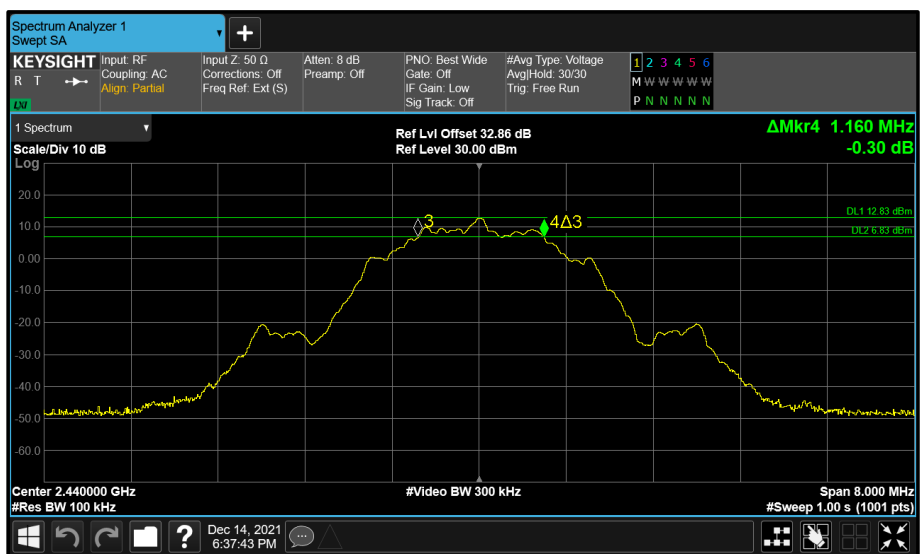 Spectrum Analyzer 1
Swept SA
KEYSIGHT
R T
LXI
Input: RF
Coupling: AC
Align: Partial
Input Z: 50 Ω
Corrections: Off
Freq Ref: Ext (S)
Atten: 8 dB
Preamp: Off
PNO: Best Wide
Gate: Off
IF Gain: Low
Sig Track: Off
#Avg Type: Voltage
Avg|Hold: 30/30
Trig: Free Run
1 2 3 4 5 6
M W W W W W
P N N N N N
1 Spectrum
Scale/Div 10 dB
Ref Lvl Offset 32.86 dB
Ref Level 30.00 dBm
ΔMkr4 1.160 MHz
-0.30 dB
Log
20.0
10.0
0.00
-10.0
-20.0
-30.0
-40.0
-50.0
-60.0
3
4Δ3
DL1 12.83 dBm
DL2 6.83 dBm
Center 2.440000 GHz
#Res BW 100 kHz
#Video BW 300 kHz
Span 8.000 MHz
#Sweep 1.00 s (1001 pts)
?
Dec 14, 2021
6:37:43 PM